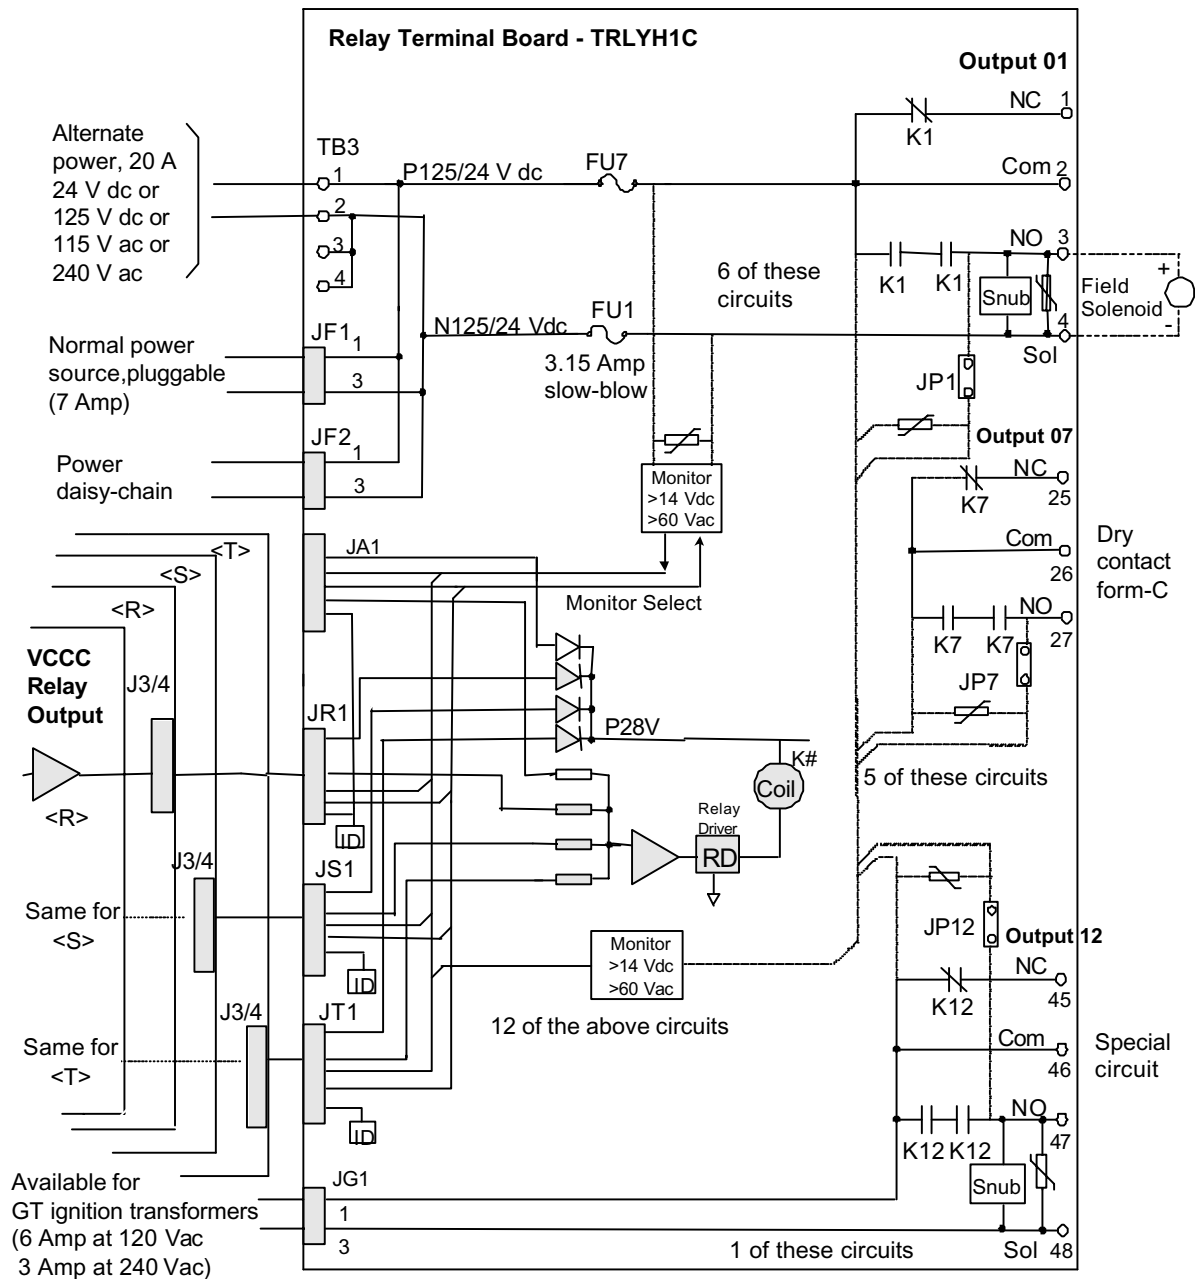 Relay Terminal Board - TRLYH1C
Output 01
NC 1
K1
Alternate
power, 20 A
24 V dc or
125 V dc or
115 V ac or
240 V ac
TB3
1
2
3
4
P125/24 V dc
FU7
Com 2
NO 3
K1 K1
Snub
4
Sol
Field
Solenoid
+
-
6 of these
circuits
N125/24 Vdc
FU1
3.15 Amp
slow-blow
JP1
Normal power
source,pluggable
(7 Amp)
JF1
1
3
JF2
1
3
Power
daisy-chain
Monitor
>14 Vdc
>60 Vac
Monitor Select
Output 07
NC
25
K7
Com
26
NO
27
K7 K7
JP7
Dry
contact
form-C
5 of these circuits
<T>
<S>
<R>
JA1
VCCC
Relay
Output
J3/4
<R>
JR1
ID
P28V
K#
Coil
Relay
Driver
RD
J3/4
JS1
Same for
<S>
ID
Monitor
>14 Vdc
>60 Vac
12 of the above circuits
J3/4
JT1
Same for
<T>
ID
JP12
Output 12
NC
45
K12
Com
46
NO
47
K12 K12
Snub
Sol 48
Special
circuit
Available for
GT ignition transformers
(6 Amp at 120 Vac
3 Amp at 240 Vac)
JG1
1
3
1 of these circuits